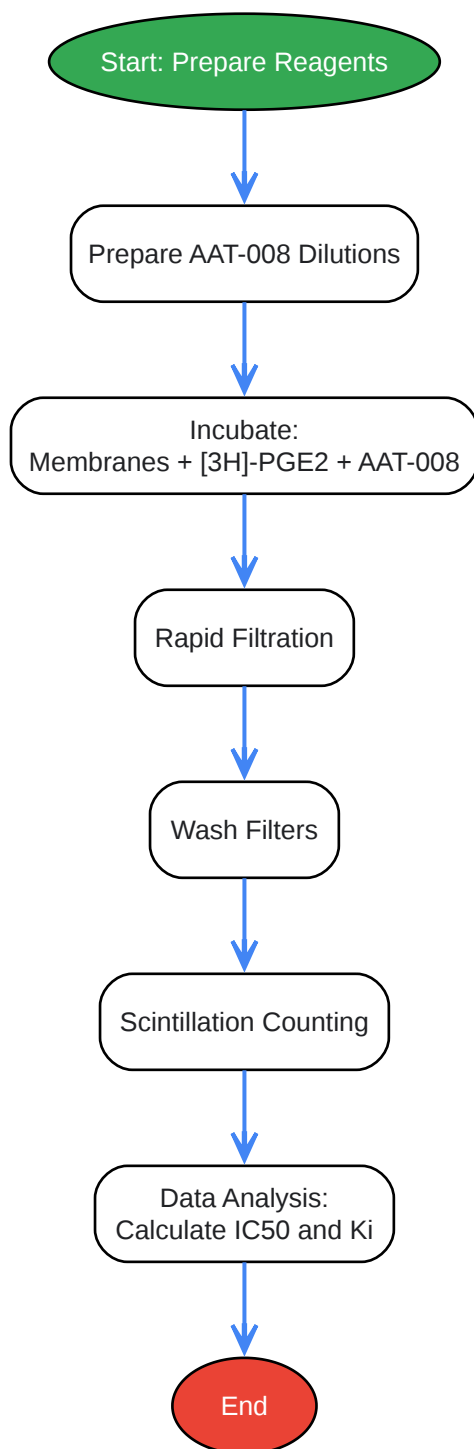 Start: Prepare Reagents
Prepare AAT-008 Dilutions
Incubate:
Membranes + [3H]-PGE2 + AAT-008
Rapid Filtration
Wash Filters
Scintillation Counting
Data Analysis:
Calculate IC50 and Ki
End